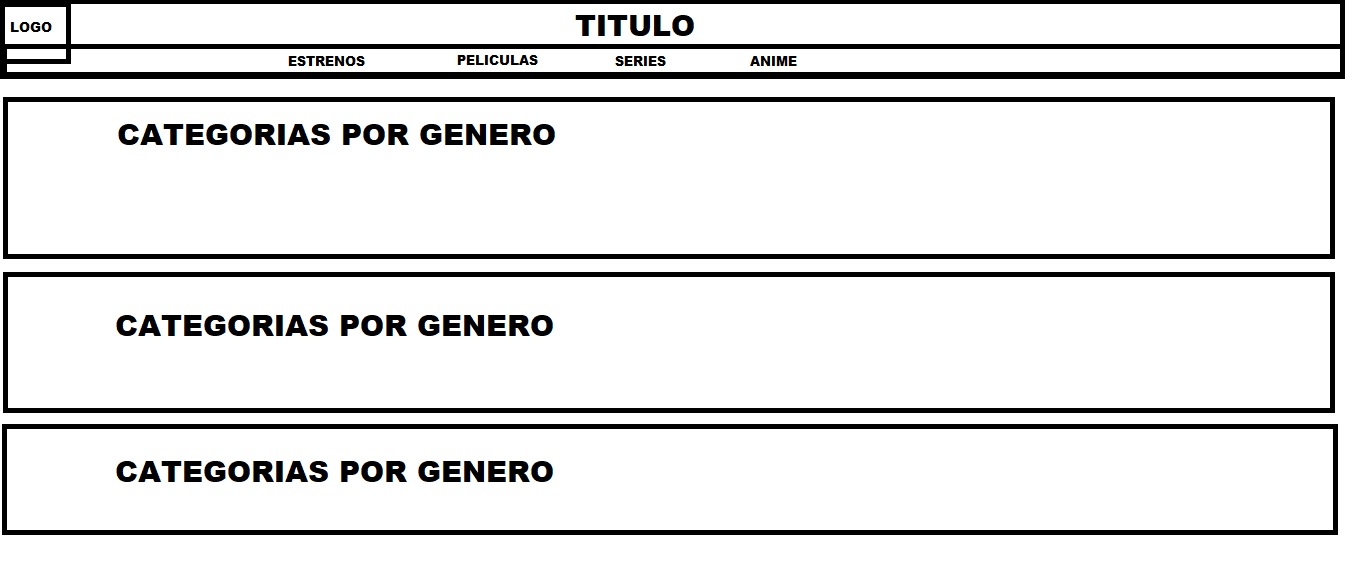 LOGO
TITULO
ESTRENOS PELICULAS SERIES ANIME
CATEGORIAS POR GENERO
CATEGORIAS POR GENERO
CATEGORIAS POR GENERO